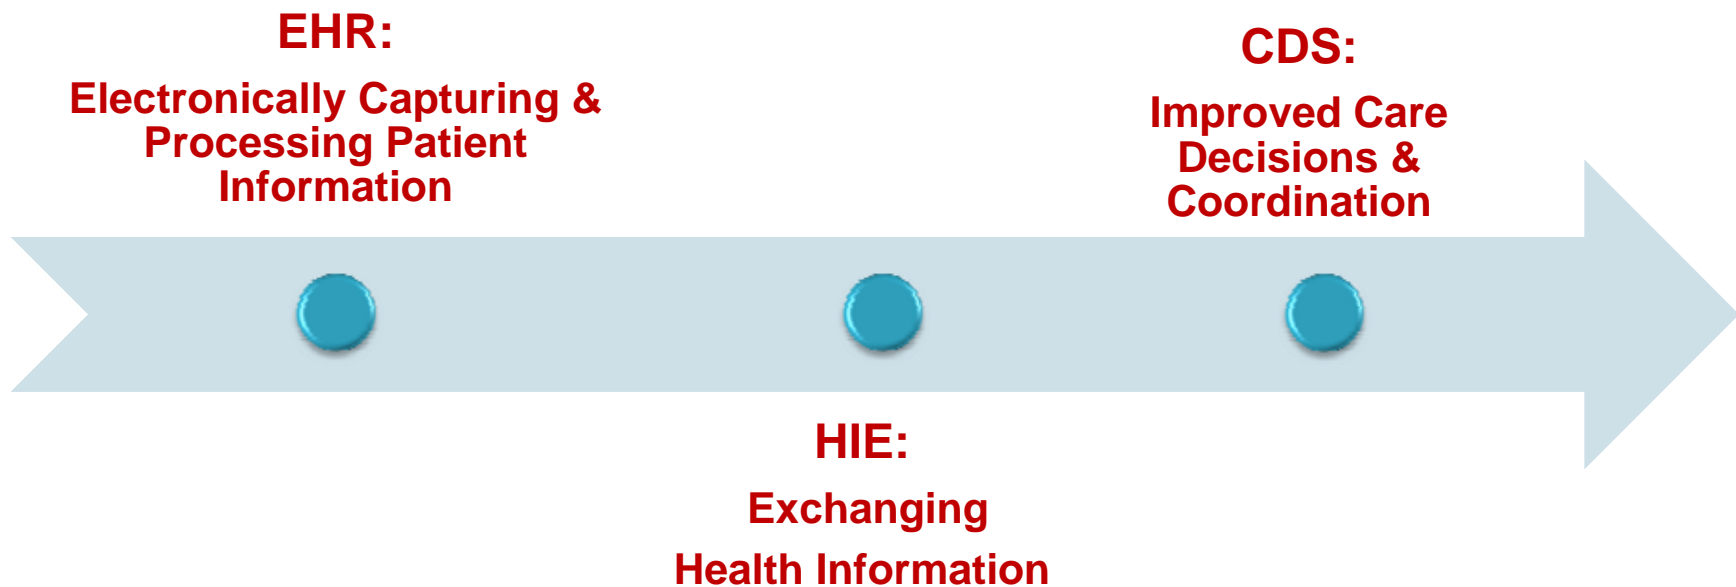 EHR:
Electronically Capturing &
Processing Patient
Information
HIE:
Exchanging
Health Information
CDS:
Improved Care
Decisions &
Coordination